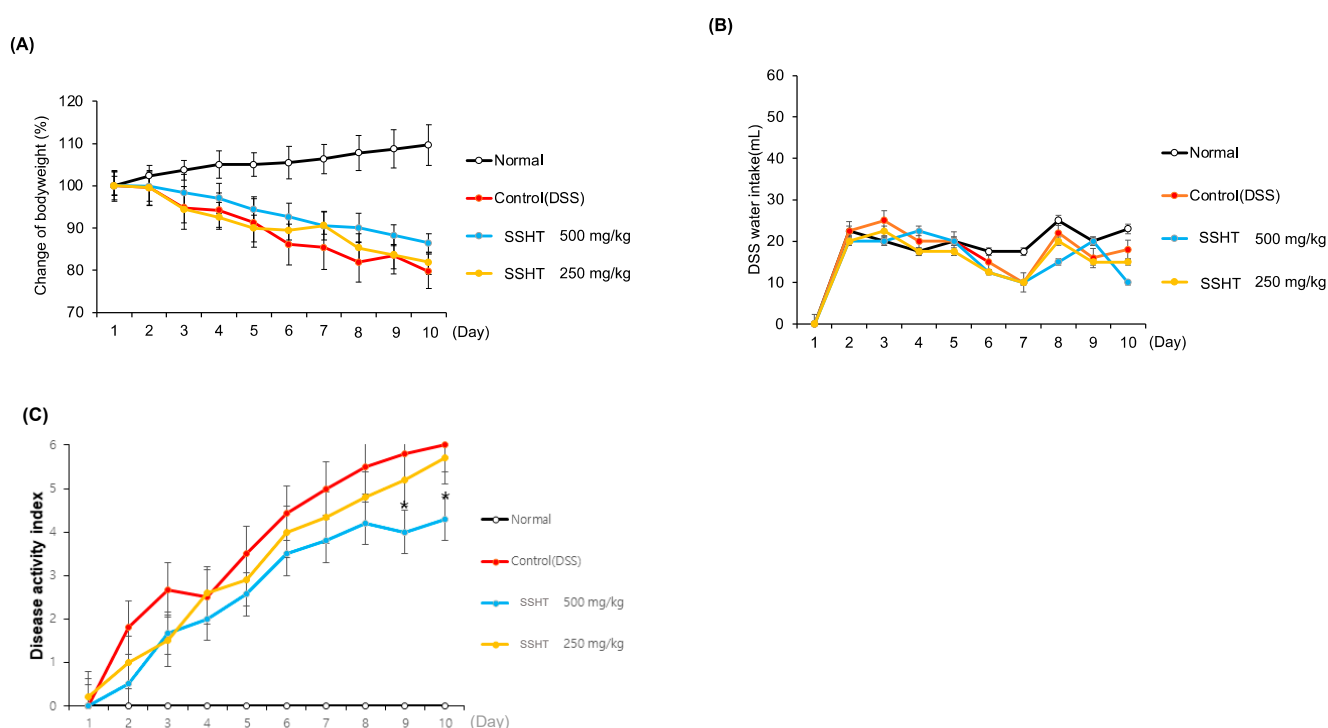 (A)
Change of bodyweight (%)
120
110
100
90
80
70
1 2 3 4 5 6 7 8 9 10 (Day)
Normal
Control(DSS)
SSHT 500 mg/kg
SSHT 250 mg/kg
(B)
DSS water intake(mL)
60
50
40
30
20
10
0
1 2 3 4 5 6 7 8 9 10 (Day)
Normal
Control(DSS)
SSHT 500 mg/kg
SSHT 250 mg/kg
(C)
Disease activity index
6
5
4
3
2
1
0
* *
1 2 3 4 5 6 7 8 9 10 (Day)
Normal
Control(DSS)
SSHT 500 mg/kg
SSHT 250 mg/kg